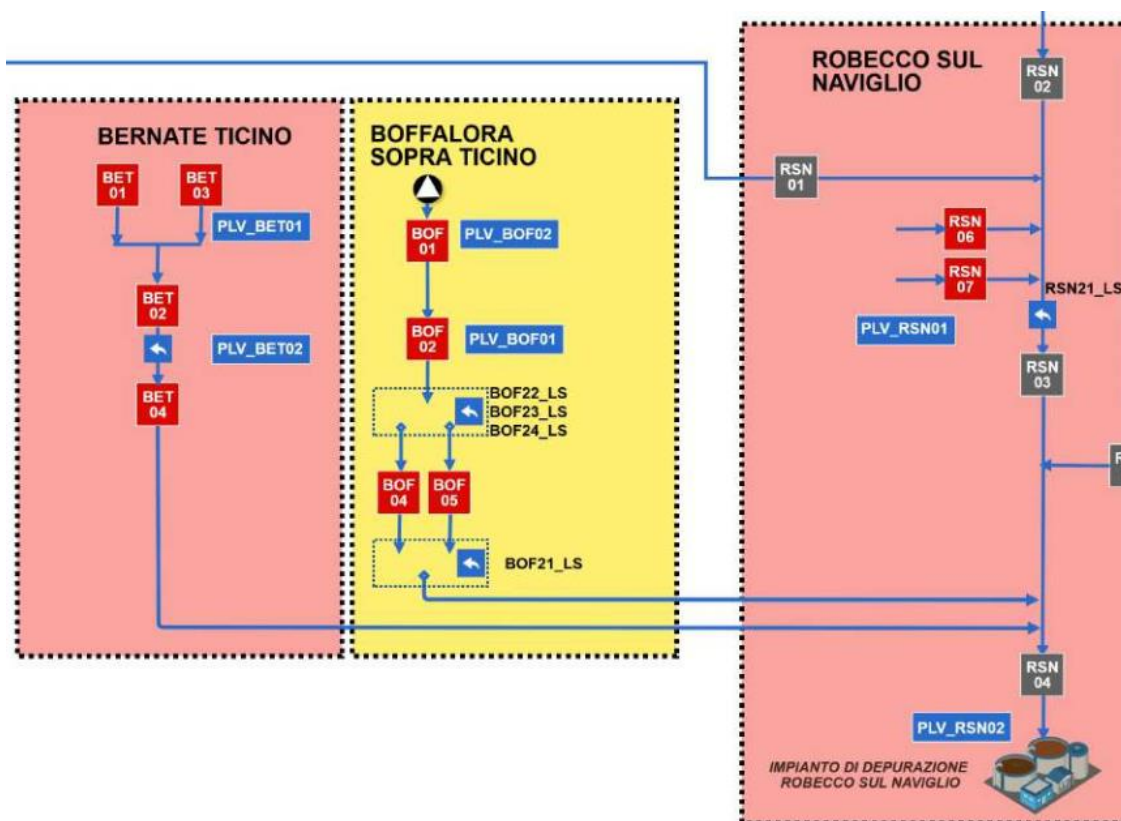 BERNATE TICINO
BET
01
BET
03
PLV_BET01
BET
02
PLV_BET02
BET
04
BOFFALORA
SOPRA TICINO
BOF
01
PLV_BOF02
BOF
02
PLV_BOF01
BOF22_LS
BOF23_LS
BOF24_LS
BOF
04
BOF
05
BOF21_LS
ROBECCO SUL
NAVIGLIO
RSN
02
RSN
01
RSN
06
RSN
07
RSN21_LS
PLV_RSN01
RSN
03
RSN
04
PLV_RSN02
IMPIANTO DI DEPURAZIONE
ROBECCO SUL NAVIGLIO